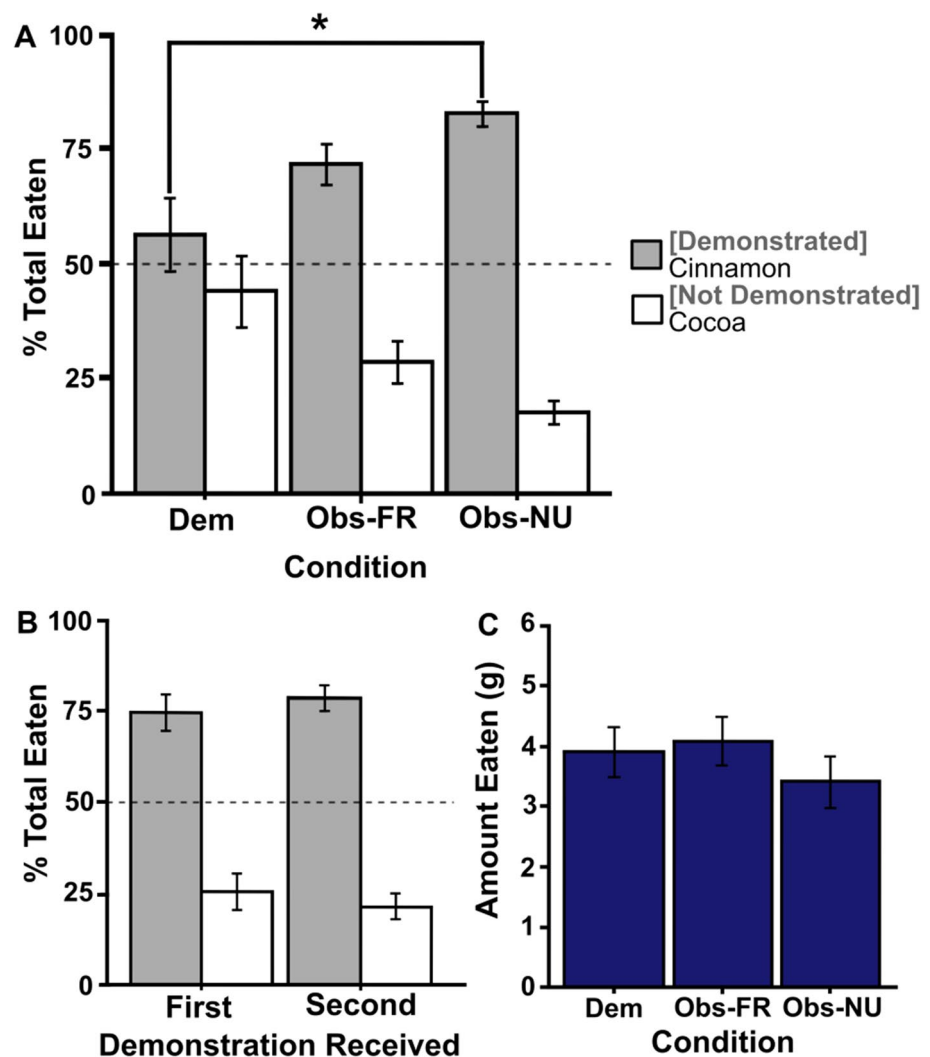 A
*
% Total Eaten
100
75
50
25
0
Dem Obs-FR Obs-NU
Condition
[Demonstrated]
Cinnamon
[Not Demonstrated]
Cocoa
B
% Total Eaten
100
75
50
25
0
First Second
Demonstration Received
C
Amount Eaten (g)
6
5
4
3
2
1
0
Dem Obs-FR Obs-NU
Condition